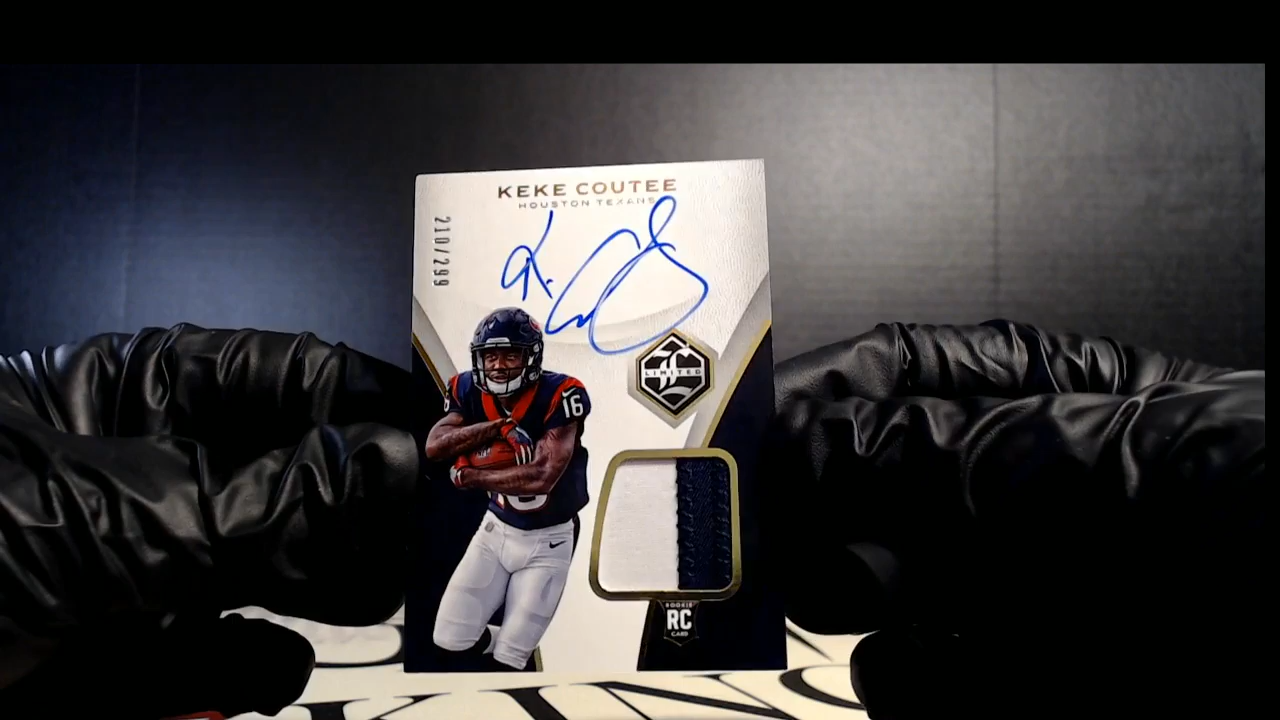 KEKE COUTEE
HOUSTON TEXANS
210/299
LIMITED
16
ROOKIE
RC
CARD